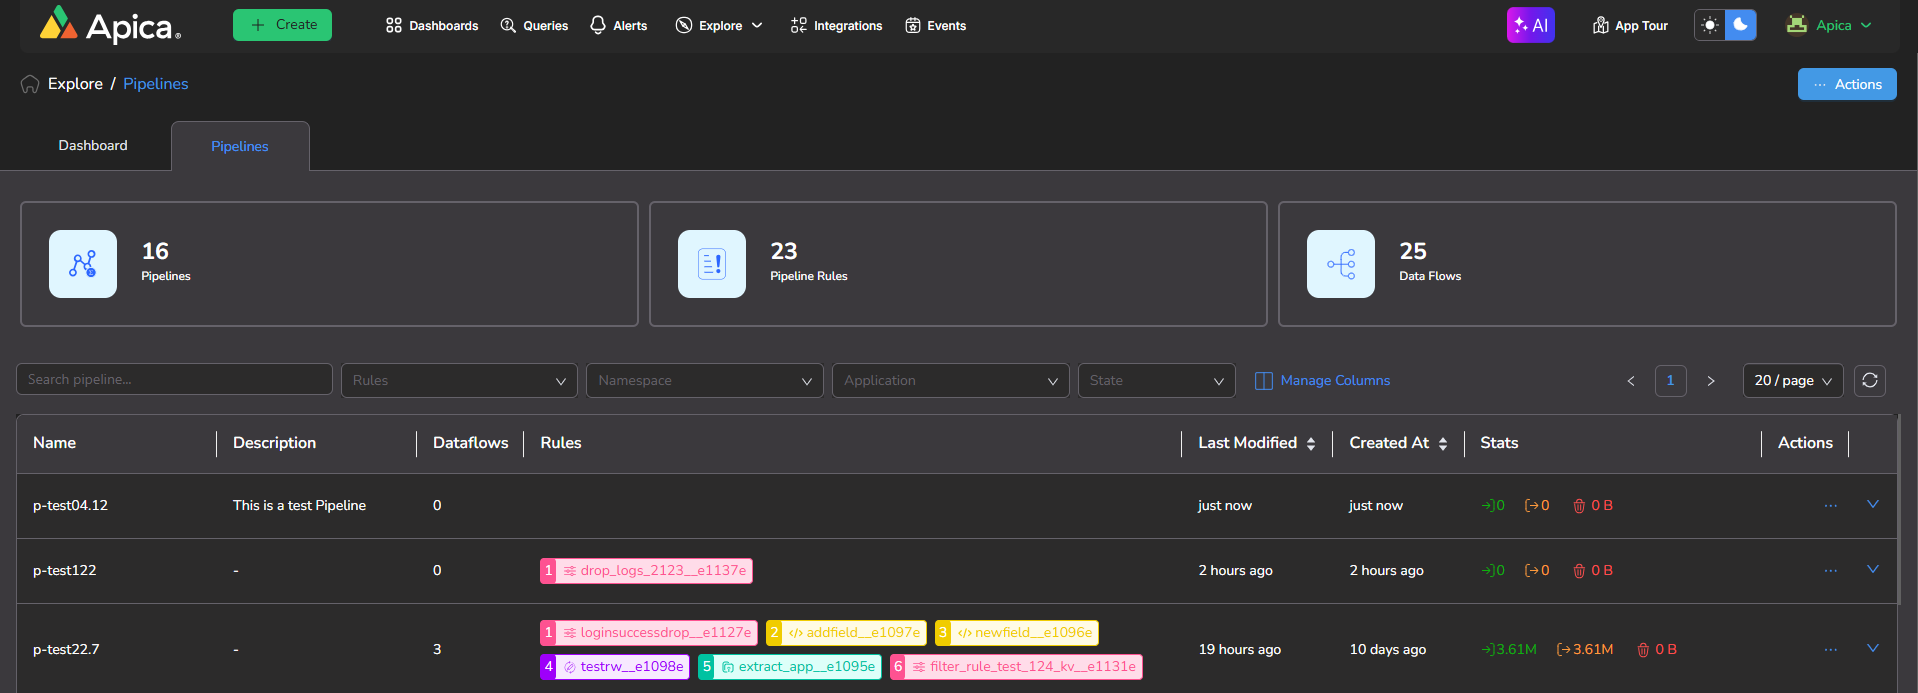 Apica® Create Dashboards Queries Alerts Explore Integrations Events AI App Tour Apica
Explore / Pipelines ··· Actions
Dashboard Pipelines
16 23 25
Pipelines Pipeline Rules Data Flows
Search pipeline... Rules Namespace Application State Manage Columns < 1 > 20 / page
Name Description Dataflows Rules Last Modified Created At Stats Actions
p-test04.12 This is a test Pipeline 0 just now just now 0 0 0 B ···
p-test122 - 0 1 drop_logs_2123__e1137e 2 hours ago 2 hours ago 0 0 0 B ···
1 loginsuccessdrop__e1127e 2 </> addfield__e1097e 3 </> newfield__e1096e
p-test22.7 - 3 19 hours ago 10 days ago 3.61M 3.61M 0 B ···
4 testrw__e1098e 5 extract_app__e1095e 6 filter_rule_test_124_kv__e1131e